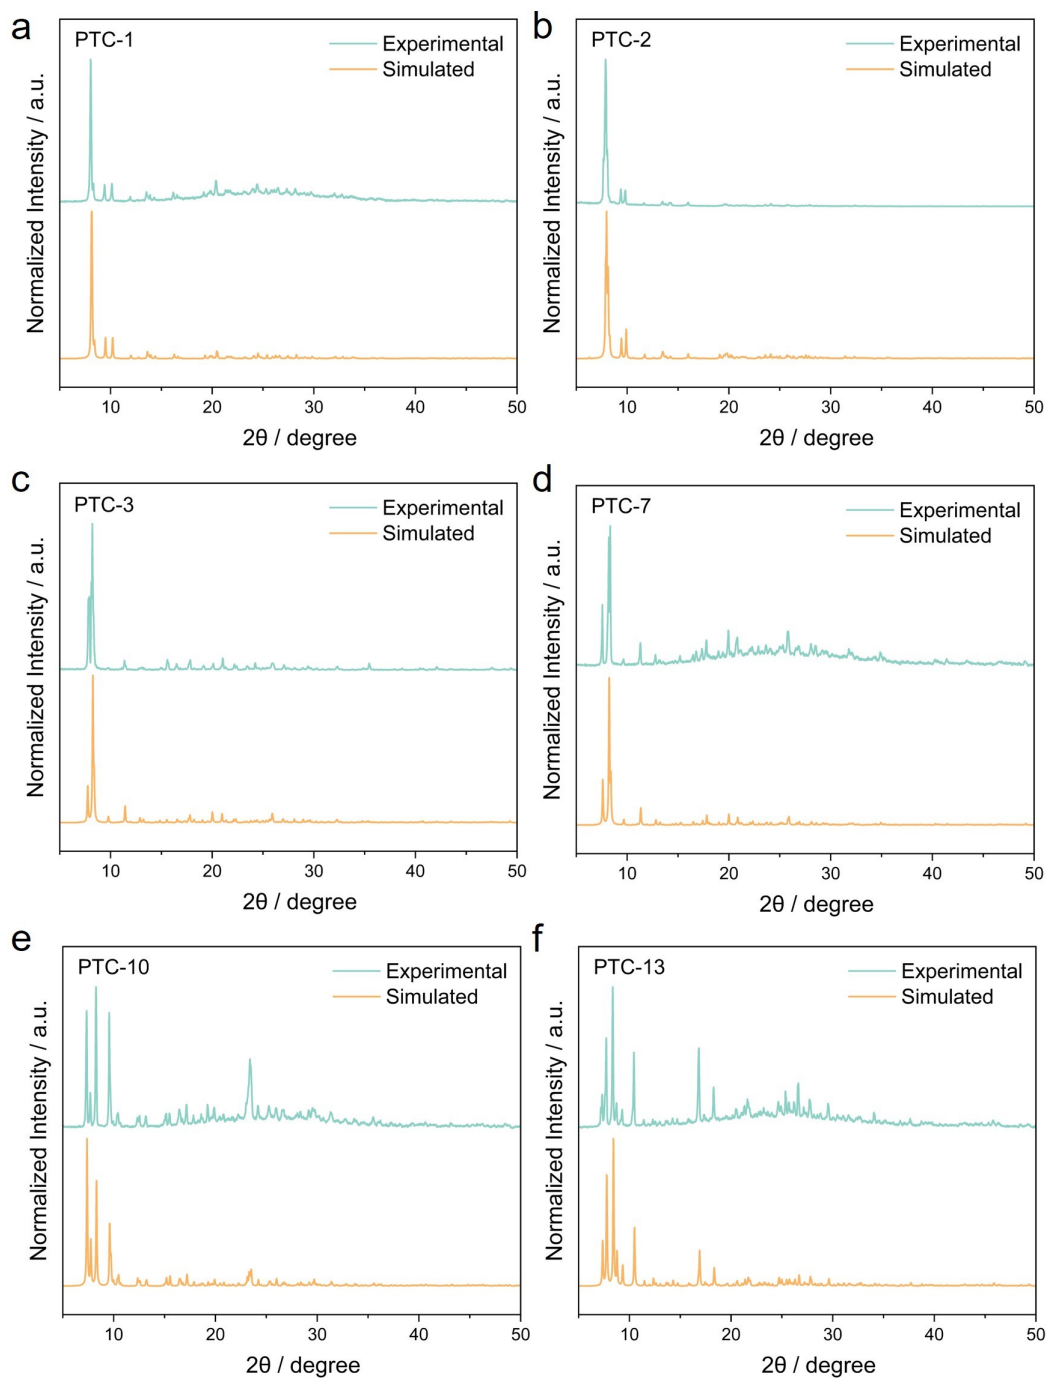 a
PTC-1
Experimental
Simulated
Normalized Intensity / a.u.
10 20 30 40 50
2θ / degree
b
PTC-2
Experimental
Simulated
Normalized Intensity / a.u.
10 20 30 40 50
2θ / degree
c
PTC-3
Experimental
Simulated
Normalized Intensity / a.u.
10 20 30 40 50
2θ / degree
d
PTC-7
Experimental
Simulated
Normalized Intensity / a.u.
10 20 30 40 50
2θ / degree
e
PTC-10
Experimental
Simulated
Normalized Intensity / a.u.
10 20 30 40 50
2θ / degree
f
PTC-13
Experimental
Simulated
Normalized Intensity / a.u.
10 20 30 40 50
2θ / degree